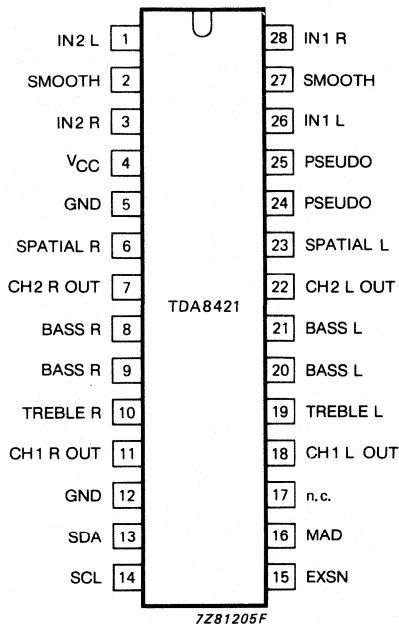 IN2 L 1 28 IN1 R
SMOOTH 2 27 SMOOTH
IN2 R 3 26 IN1 L
VCC 4 25 PSEUDO
GND 5 24 PSEUDO
SPATIAL R 6 23 SPATIAL L
CH2 R OUT 7 22 CH2 L OUT
TDA8421
BASS R 8 21 BASS L
BASS R 9 20 BASS L
TREBLE R 10 19 TREBLE L
CH1 R OUT 11 18 CH1 L OUT
GND 12 17 n.c.
SDA 13 16 MAD
SCL 14 15 EXSN
7Z81205F